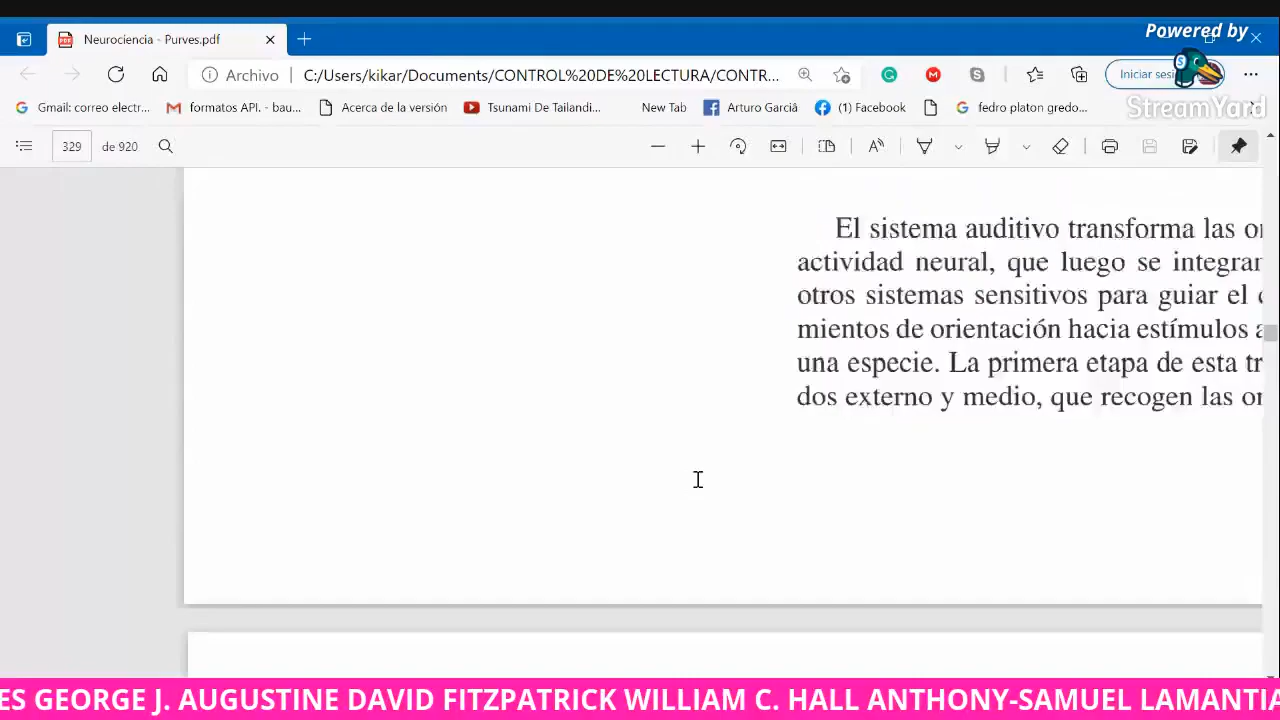 Powered by
Neurociencia - Purves.pdf
Archivo
C:/Users/kikar/Documents/CONTROL%20DE%20LECTURA/CONTR...
Iniciar sesi
StreamYard
Gmail: correo electr...
formatos API. - bau...
Acerca de la versión
Tsunami De Tailandi...
New Tab
Arturo Garciâ
(1) Facebook
fedro platon gredo...
329
de 920
El sistema auditivo transforma las
actividad neural, que luego se integran
otros sistemas sensitivos para guiar el
mientos de orientación hacia estímulos a
una especie. La primera etapa de esta tr
dos externo y medio, que recogen las
ES GEORGE J. AUGUSTINE DAVID FITZPATRICK WILLIAM C. HALL ANTHONY-SAMUEL LAMANTIA